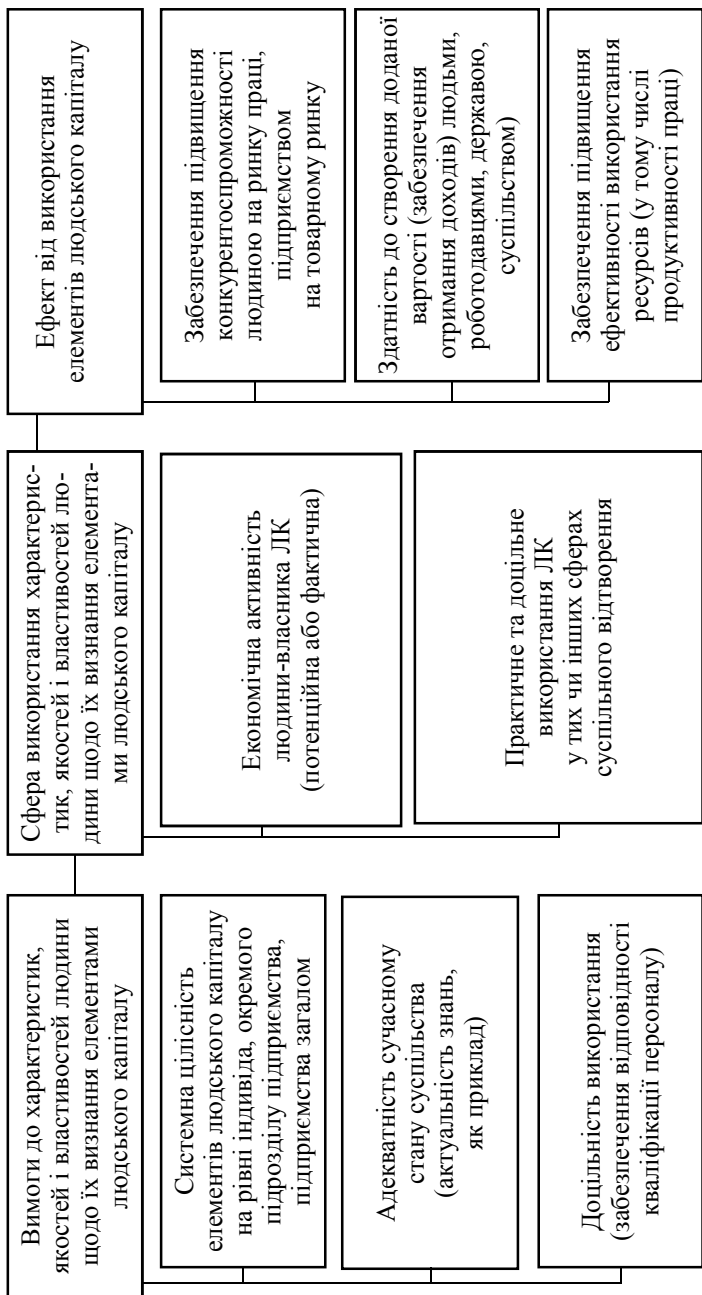 Вимоги до характеристик,
якостей і властивостей людини
щодо їх визнання елементами
людського капіталу
Системна цілісність
елементів людського капіталу
на рівні індивіда, окремого
підрозділу підприємства,
підприємства загалом
Адекватність сучасному
стану суспільства
(актуальність знань,
як приклад)
Доцільність використання
(забезпечення відповідності
кваліфікації персоналу)
Сфера використання характерис-
тик, якостей і властивостей лю-
дини щодо їх визнання елемента-
ми людського капіталу
Економічна активність
людини-власника ЛК
(потенційна або фактична)
Практичне та доцільне
використання ЛК
у тих чи інших сферах
суспільного відтворення
Ефект від використання
елементів людського капіталу
Забезпечення підвищення
конкурентоспроможності
людиною на ринку праці,
підприємством
на товарному ринку
Здатність до створення доданої
вартості (забезпечення
отримання доходів) людьми,
роботодавцями, державою,
суспільством)
Забезпечення підвищення
ефективності використання
ресурсів (у тому числі
продуктивності праці)